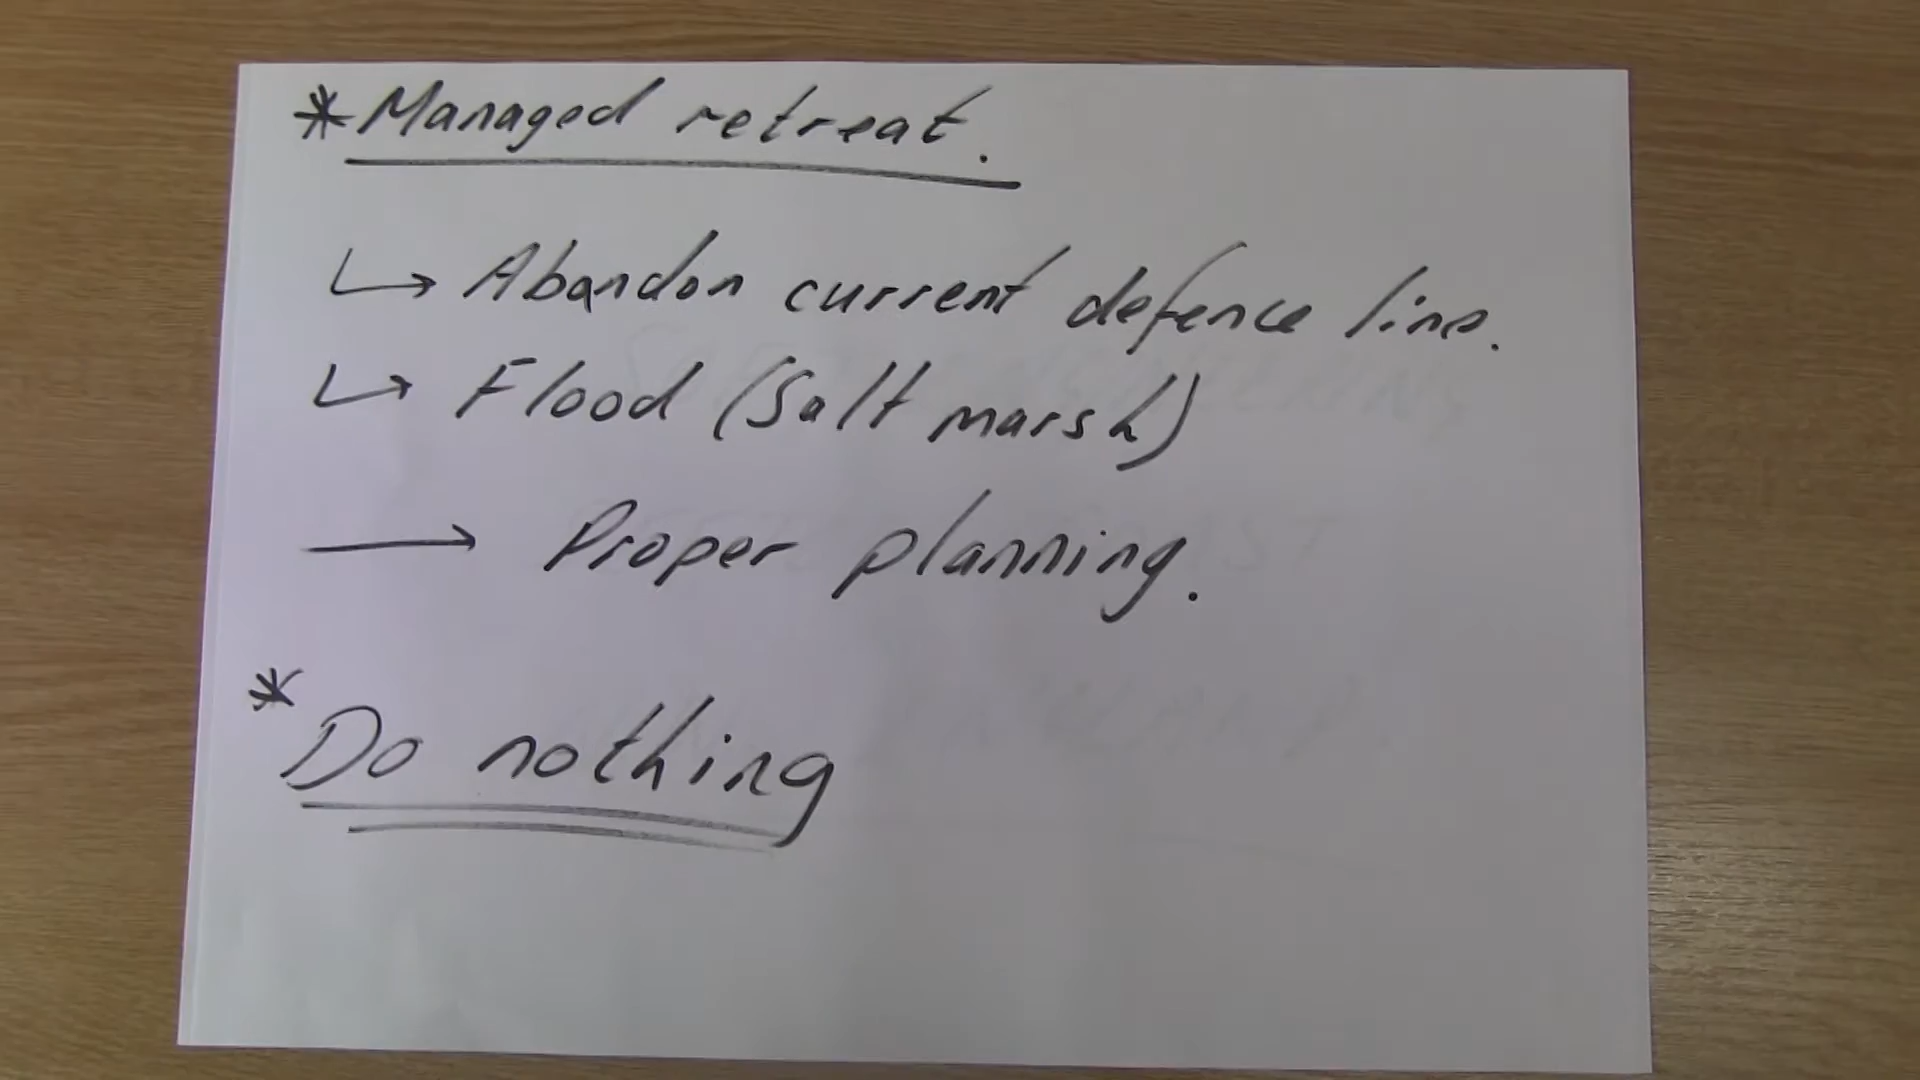 * Managed retreat.
↳ Abandon current defence line.
↳ Flood (Salt marsh)
→ Proper planning.
* Do nothing